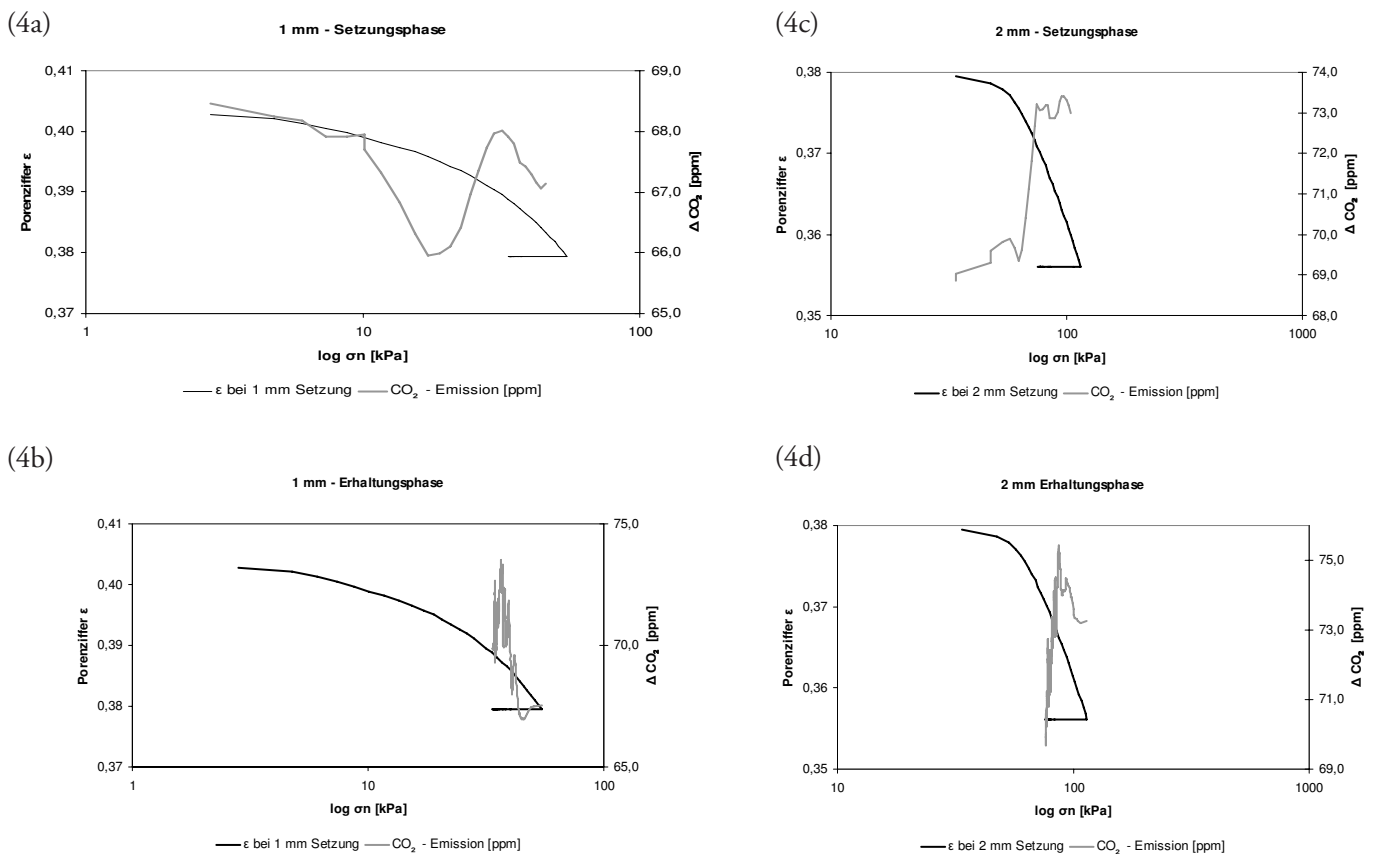 (4a)
1 mm - Setzungsphase
0,41
0,40
0,39
0,38
0,37
Porenziffer ε
69,0
68,0
67,0
66,0
65,0
Δ CO₂ [ppm]
1
10
100
log σn [kPa]
ε bei 1 mm Setzung
CO₂ - Emission [ppm]
(4c)
2 mm - Setzungsphase
0,38
0,37
0,36
0,35
Porenziffer ε
74,0
73,0
72,0
71,0
70,0
69,0
68,0
Δ CO₂ [ppm]
10
100
1000
log σn [kPa]
ε bei 2 mm Setzung
CO₂ - Emission [ppm]
(4b)
1 mm - Erhaltungsphase
0,41
0,40
0,39
0,38
0,37
Porenziffer ε
75,0
70,0
65,0
Δ CO₂ [ppm]
1
10
100
log σn [kPa]
ε bei 1 mm Setzung
CO₂ - Emission [ppm]
(4d)
2 mm Erhaltungsphase
0,38
0,37
0,36
0,35
Porenziffer ε
75,0
73,0
71,0
69,0
Δ CO₂ [ppm]
10
100
1000
log σn [kPa]
ε bei 2 mm Setzung
CO₂ - Emission [ppm]